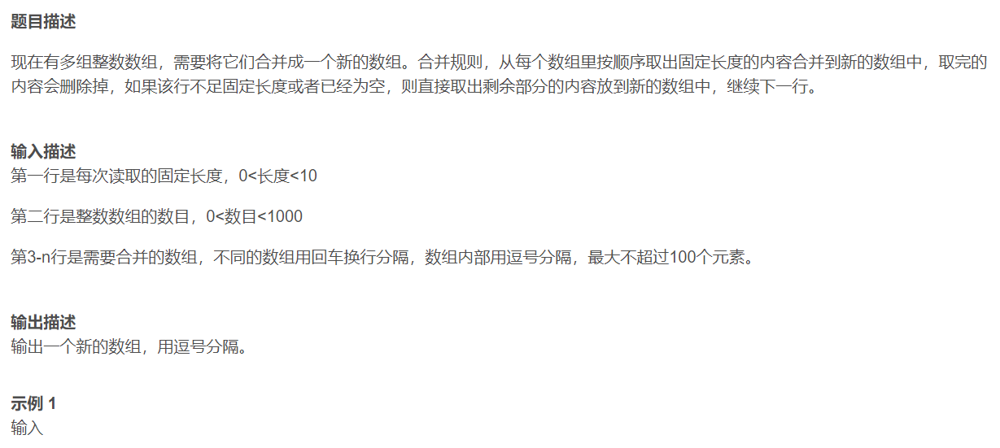 题目描述
现在有多组整数数组，需要将它们合并成一个新的数组。合并规则，从每个数组里按顺序取出固定长度的内容合并到新的数组中，取完的
内容会删除掉，如果该行不足固定长度或者已经为空，则直接取出剩余部分的内容放到新的数组中，继续下一行。
输入描述
第一行是每次读取的固定长度，0<长度<10
第二行是整数数组的数目，0<数目<1000
第3-n行是需要合并的数组，不同的数组用回车换行分隔，数组内部用逗号分隔，最大不超过100个元素。
输出描述
输出一个新的数组，用逗号分隔。
示例 1
输入